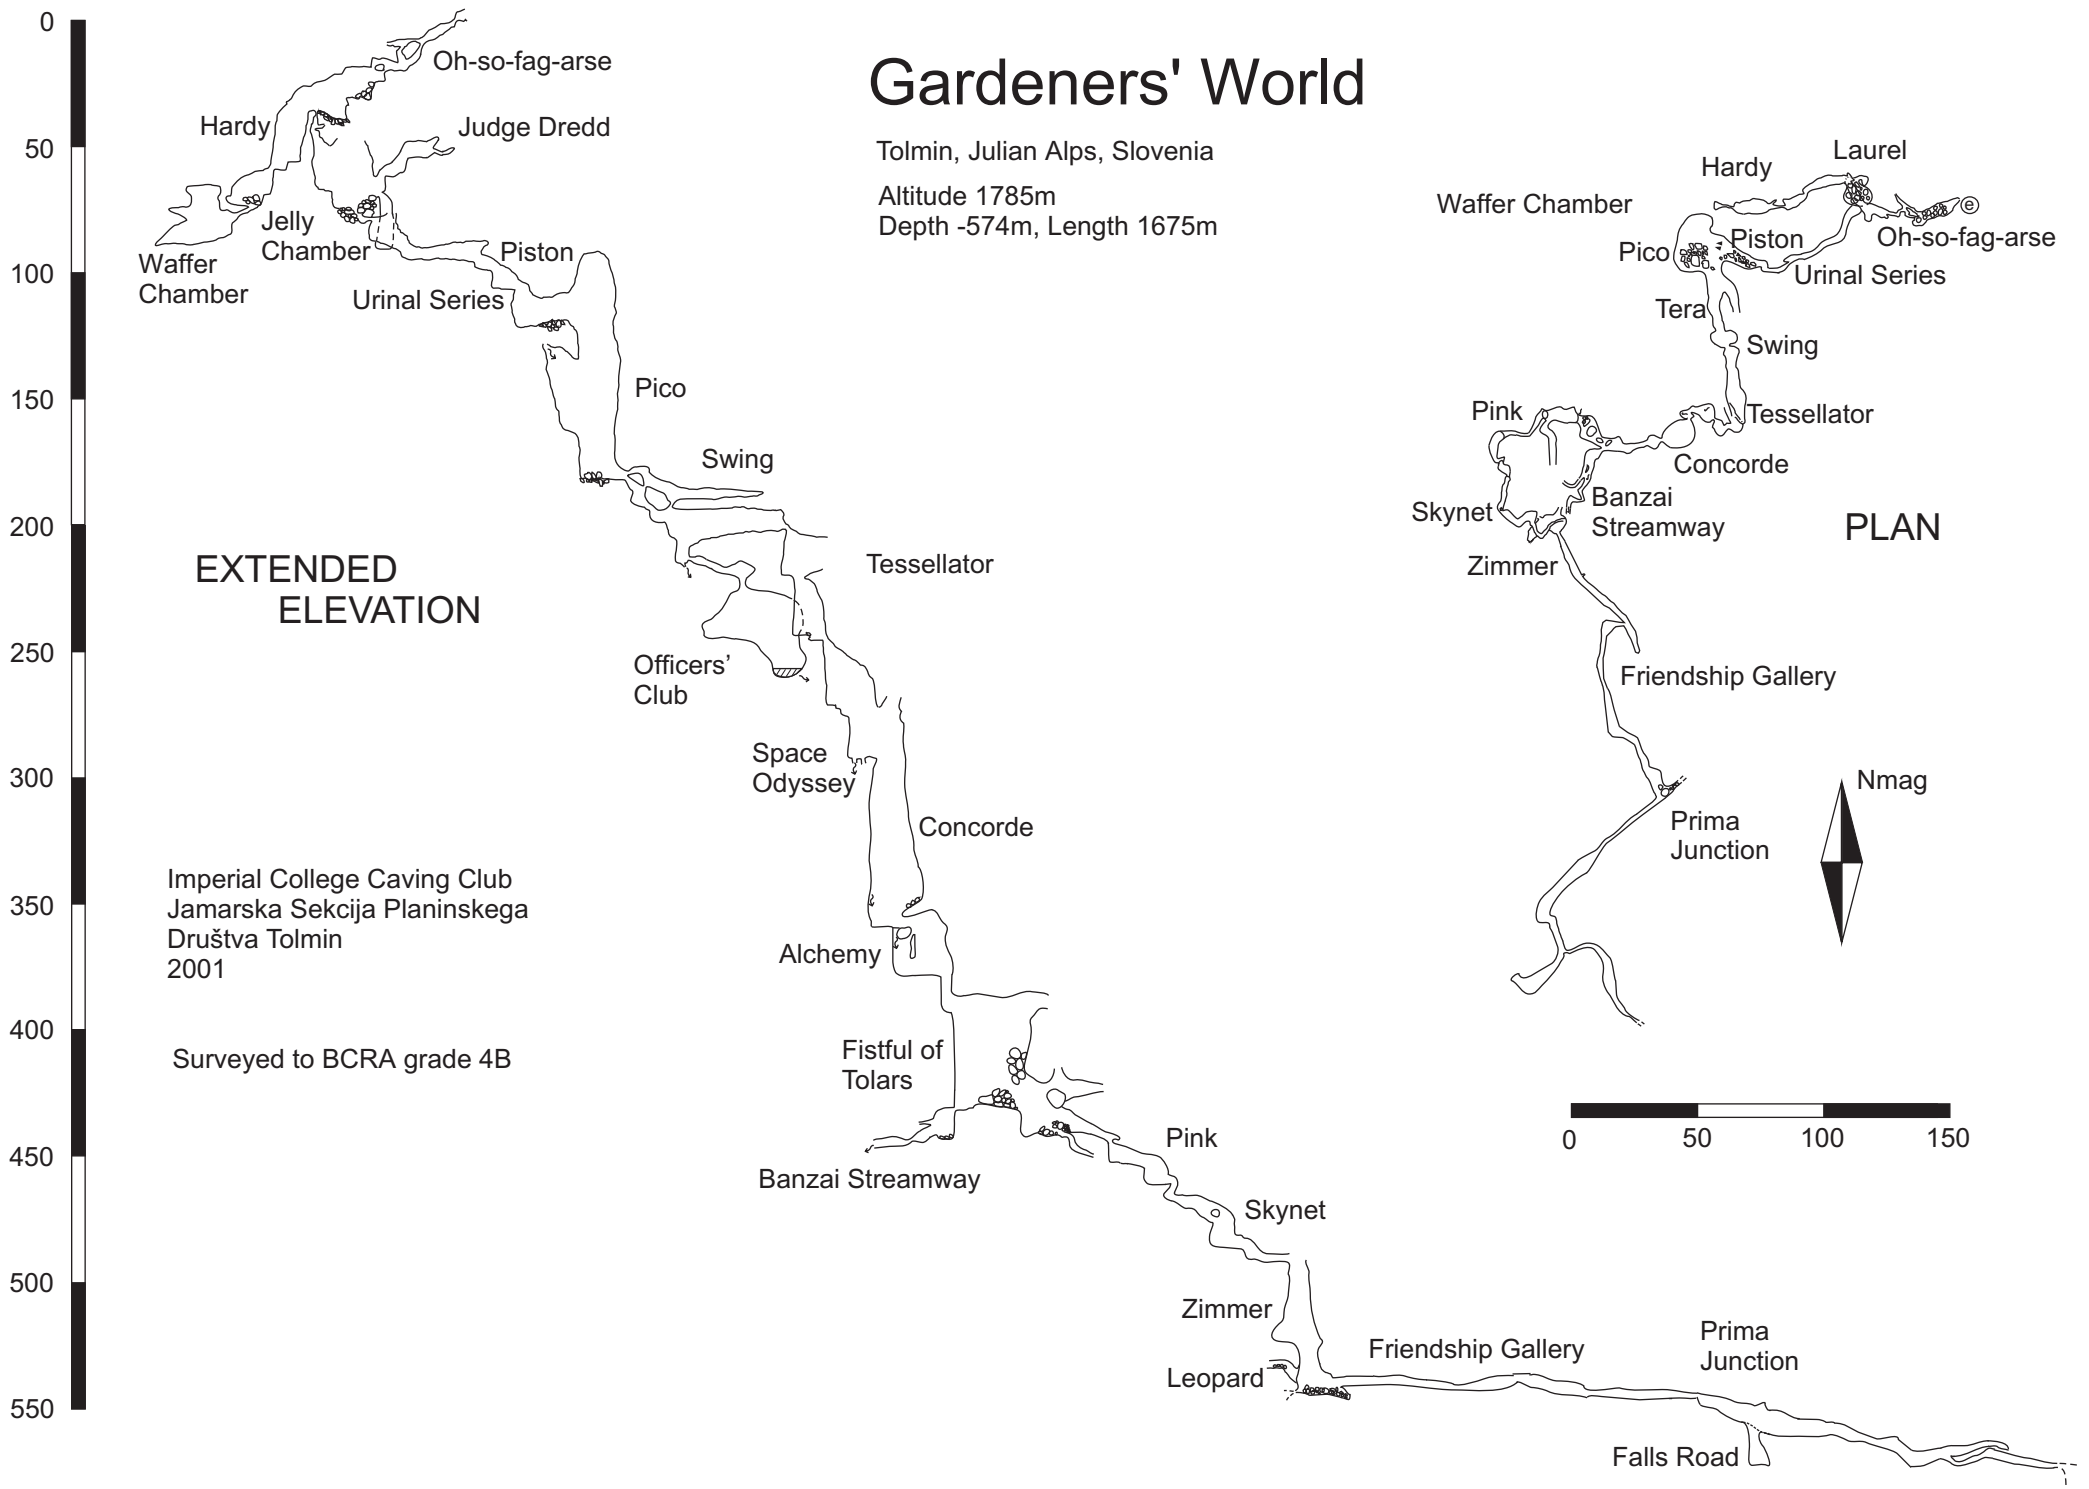 Gardeners' World
Tolmin, Julian Alps, Slovenia
Altitude 1785m
Depth -574m, Length 1675m
0
50
100
150
200
250
300
350
400
450
500
550
Oh-so-fag-arse
Hardy
Judge Dredd
Jelly
Chamber
Waffer
Chamber
Piston
Urinal Series
Pico
Swing
Tessellator
EXTENDED
ELEVATION
Officers’
Club
Space
Odyssey
Concorde
Imperial College Caving Club
Jamarska Sekcija Planinskega
Društva Tolmin
2001
Alchemy
Surveyed to BCRA grade 4B
Fistful of
Tolars
Banzai Streamway
Pink
Skynet
Zimmer
Leopard
Friendship Gallery
Prima
Junction
Falls Road
Laurel
Hardy
Waffer Chamber
e
Oh-so-fag-arse
Piston
Pico
Urinal Series
Tera
Swing
Pink
Tessellator
Concorde
Banzai
Streamway
Skynet
Zimmer
PLAN
Friendship Gallery
Nmag
Prima
Junction
0
50
100
150